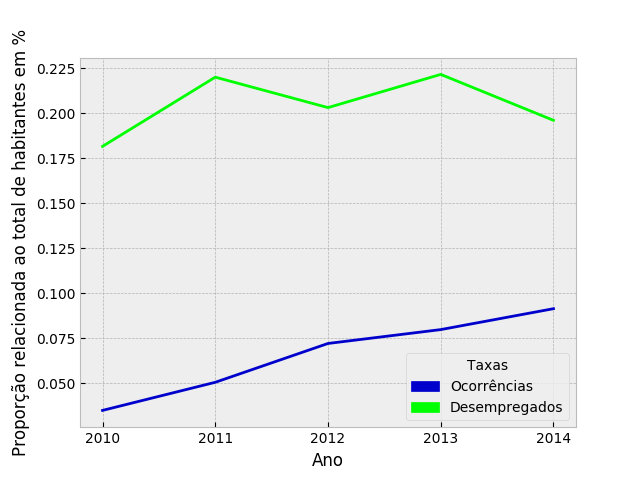 Proporção relacionada ao total de habitantes em %
0.225
0.200
0.175
0.150
0.125
0.100
0.075
0.050
Taxas
Ocorrências
Desempregados
2010 2011 2012 2013 2014
Ano